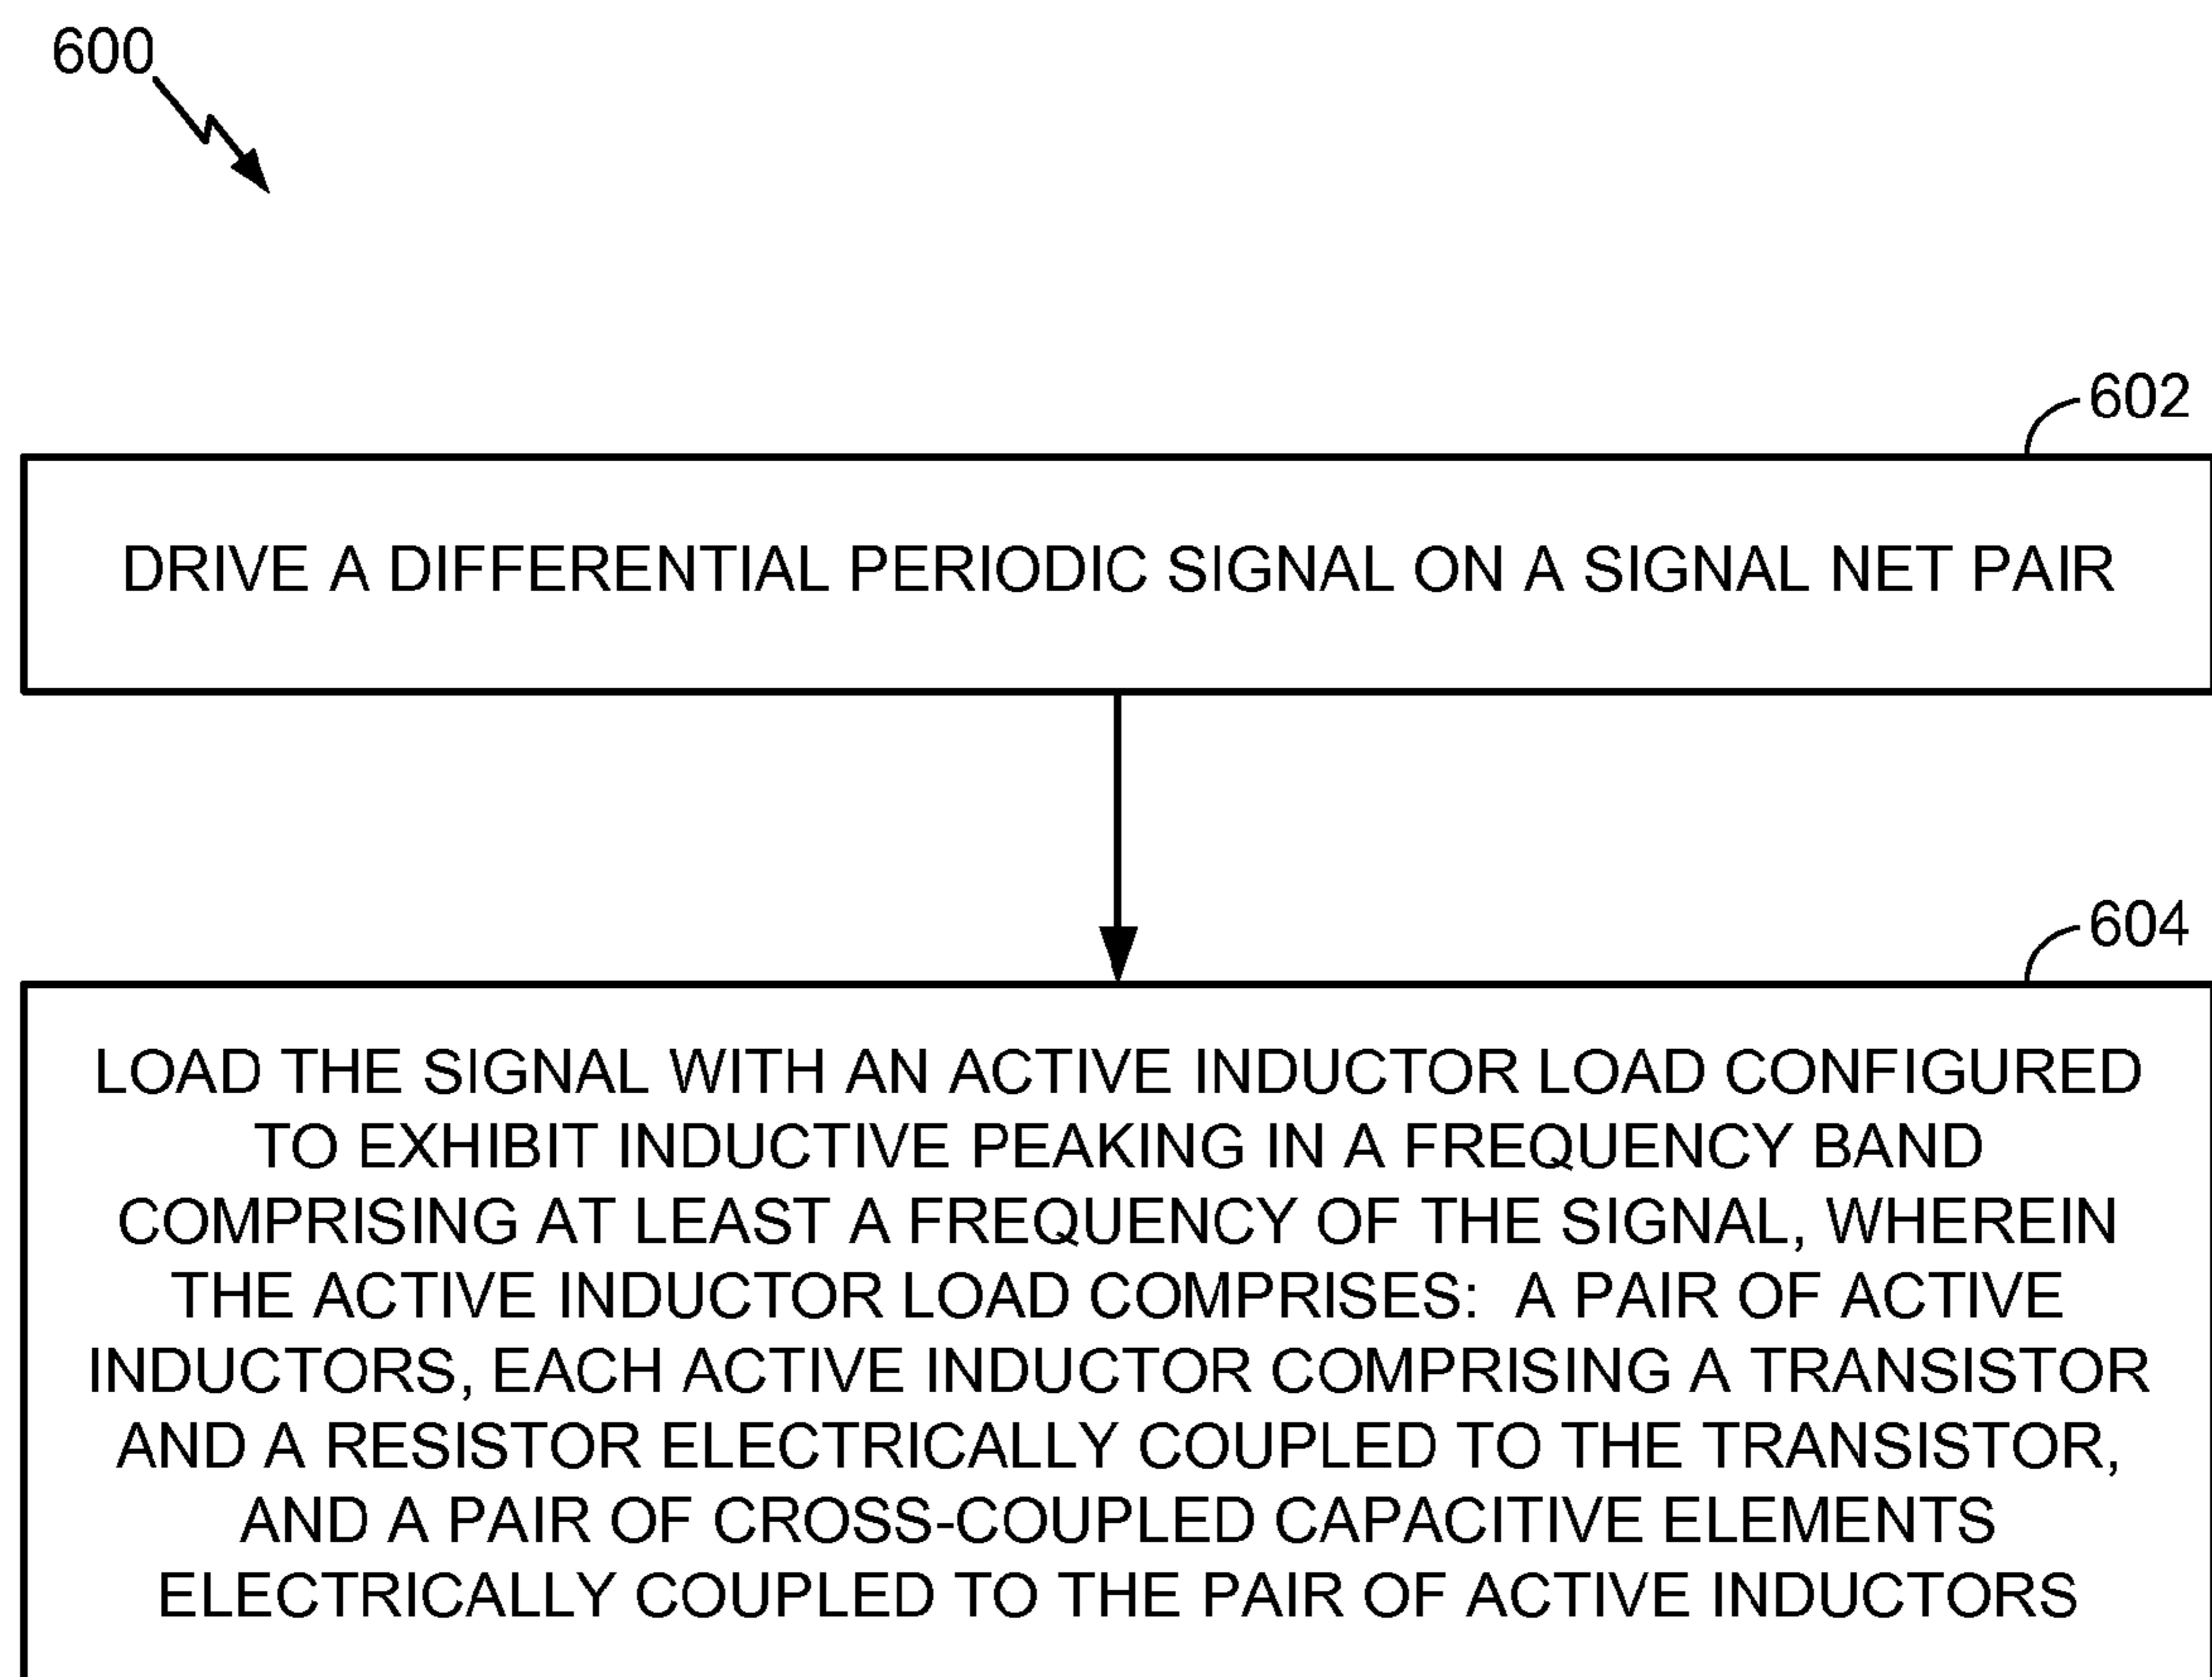 600
602
DRIVE A DIFFERENTIAL PERIODIC SIGNAL ON A SIGNAL NET PAIR
604
LOAD THE SIGNAL WITH AN ACTIVE INDUCTOR LOAD CONFIGURED
TO EXHIBIT INDUCTIVE PEAKING IN A FREQUENCY BAND
COMPRISING AT LEAST A FREQUENCY OF THE SIGNAL, WHEREIN
THE ACTIVE INDUCTOR LOAD COMPRISES: A PAIR OF ACTIVE
INDUCTORS, EACH ACTIVE INDUCTOR COMPRISING A TRANSISTOR
AND A RESISTOR ELECTRICALLY COUPLED TO THE TRANSISTOR,
AND A PAIR OF CROSS-COUPLED CAPACITIVE ELEMENTS
ELECTRICALLY COUPLED TO THE PAIR OF ACTIVE INDUCTORS